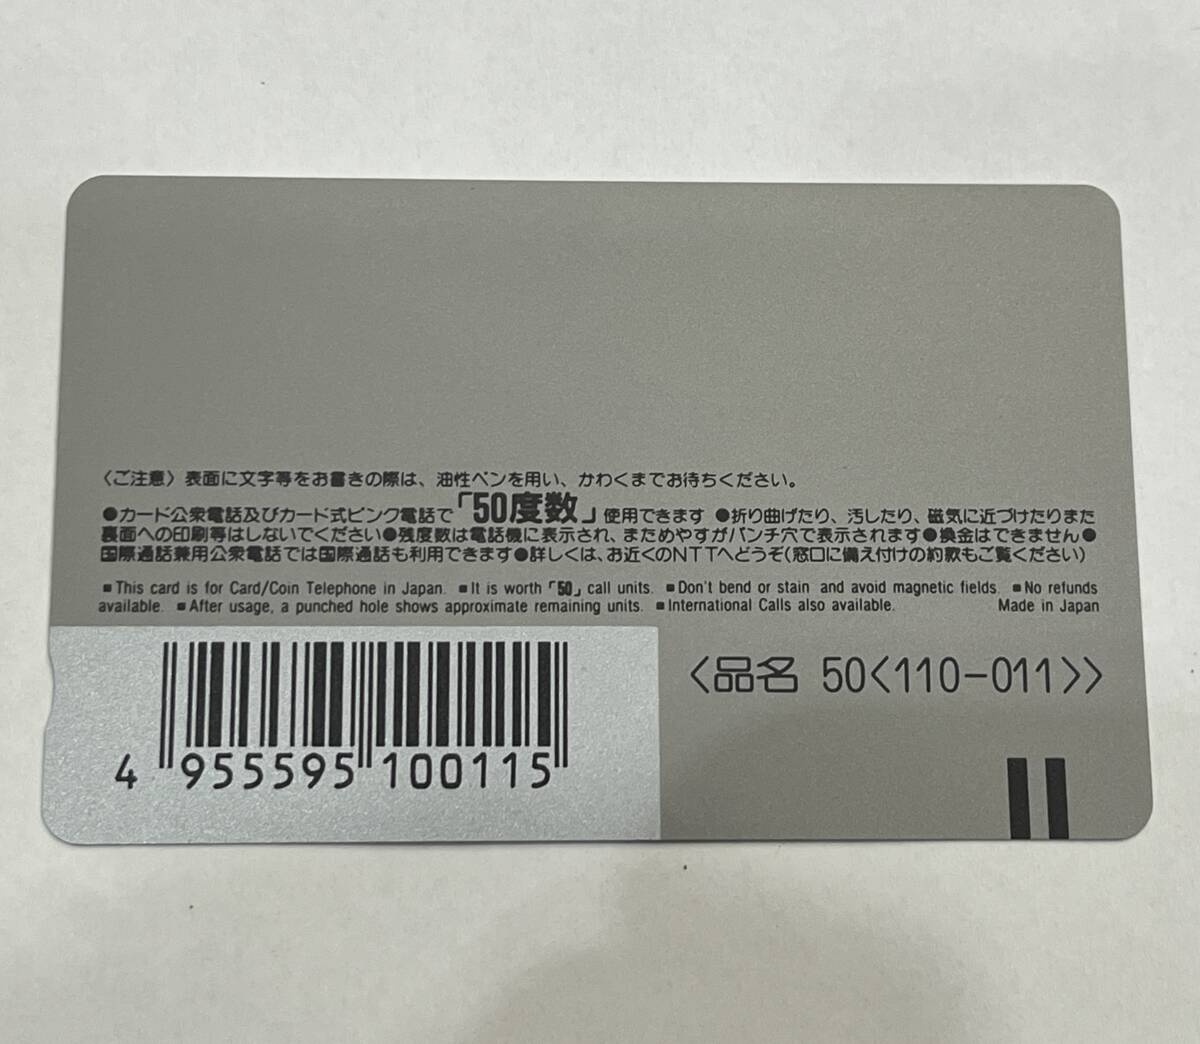 〈ご注意〉表面に文字等をお書きの際は、油性ペンを用い、かわくまでお待ちください。
●カード公衆電話及びカード式ピンク電話で「50度数」使用できます ●折り曲げたり、汚したり、磁気に近づけたりまた
裏面への印刷等はしないでください●残度数は電話機に表示され、まためやすがパンチ穴で表示されます●換金はできません●
国際通話兼用公衆電話では国際通話も利用できます●詳しくは、お近くのNTTへどうぞ(窓口に備え付けの約款もご覧ください)
■This card is for Card/Coin Telephone in Japan. ■It is worth「50」call units. ■Don't bend or stain and avoid magnetic fields. ■No refunds
available. ■After usage, a punched hole shows approximate remaining units. ■International Calls also available. Made in Japan
〈品名 50〈110-011〉〉
4 955595 100115